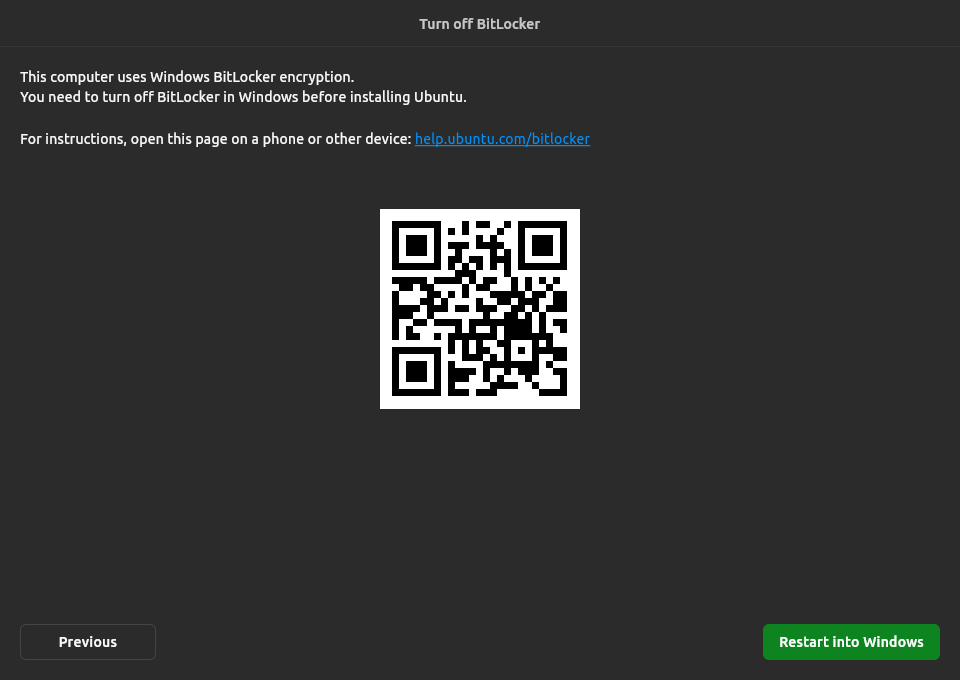 Turn off BitLocker
This computer uses Windows BitLocker encryption.
You need to turn off BitLocker in Windows before installing Ubuntu.
For instructions, open this page on a phone or other device: help.ubuntu.com/bitlocker
Previous
Restart into Windows